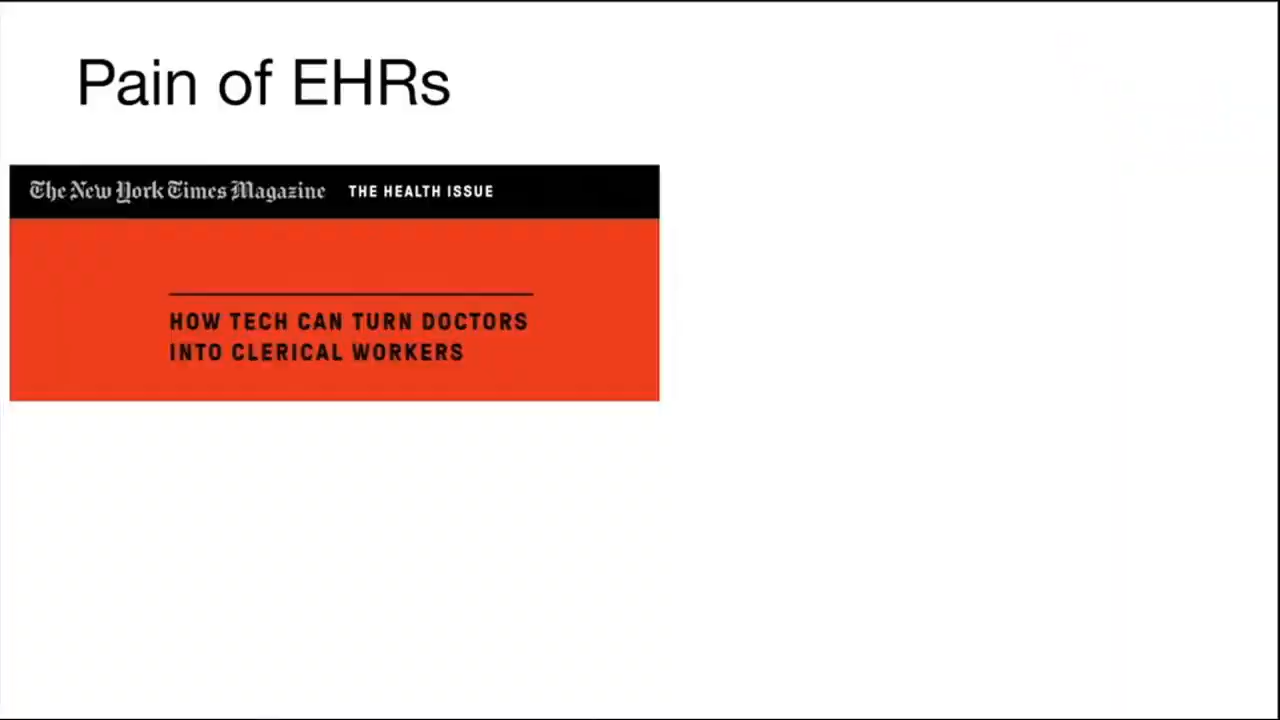 Pain of EHRs
The New York Times Magazine THE HEALTH ISSUE
HOW TECH CAN TURN DOCTORS
INTO CLERICAL WORKERS